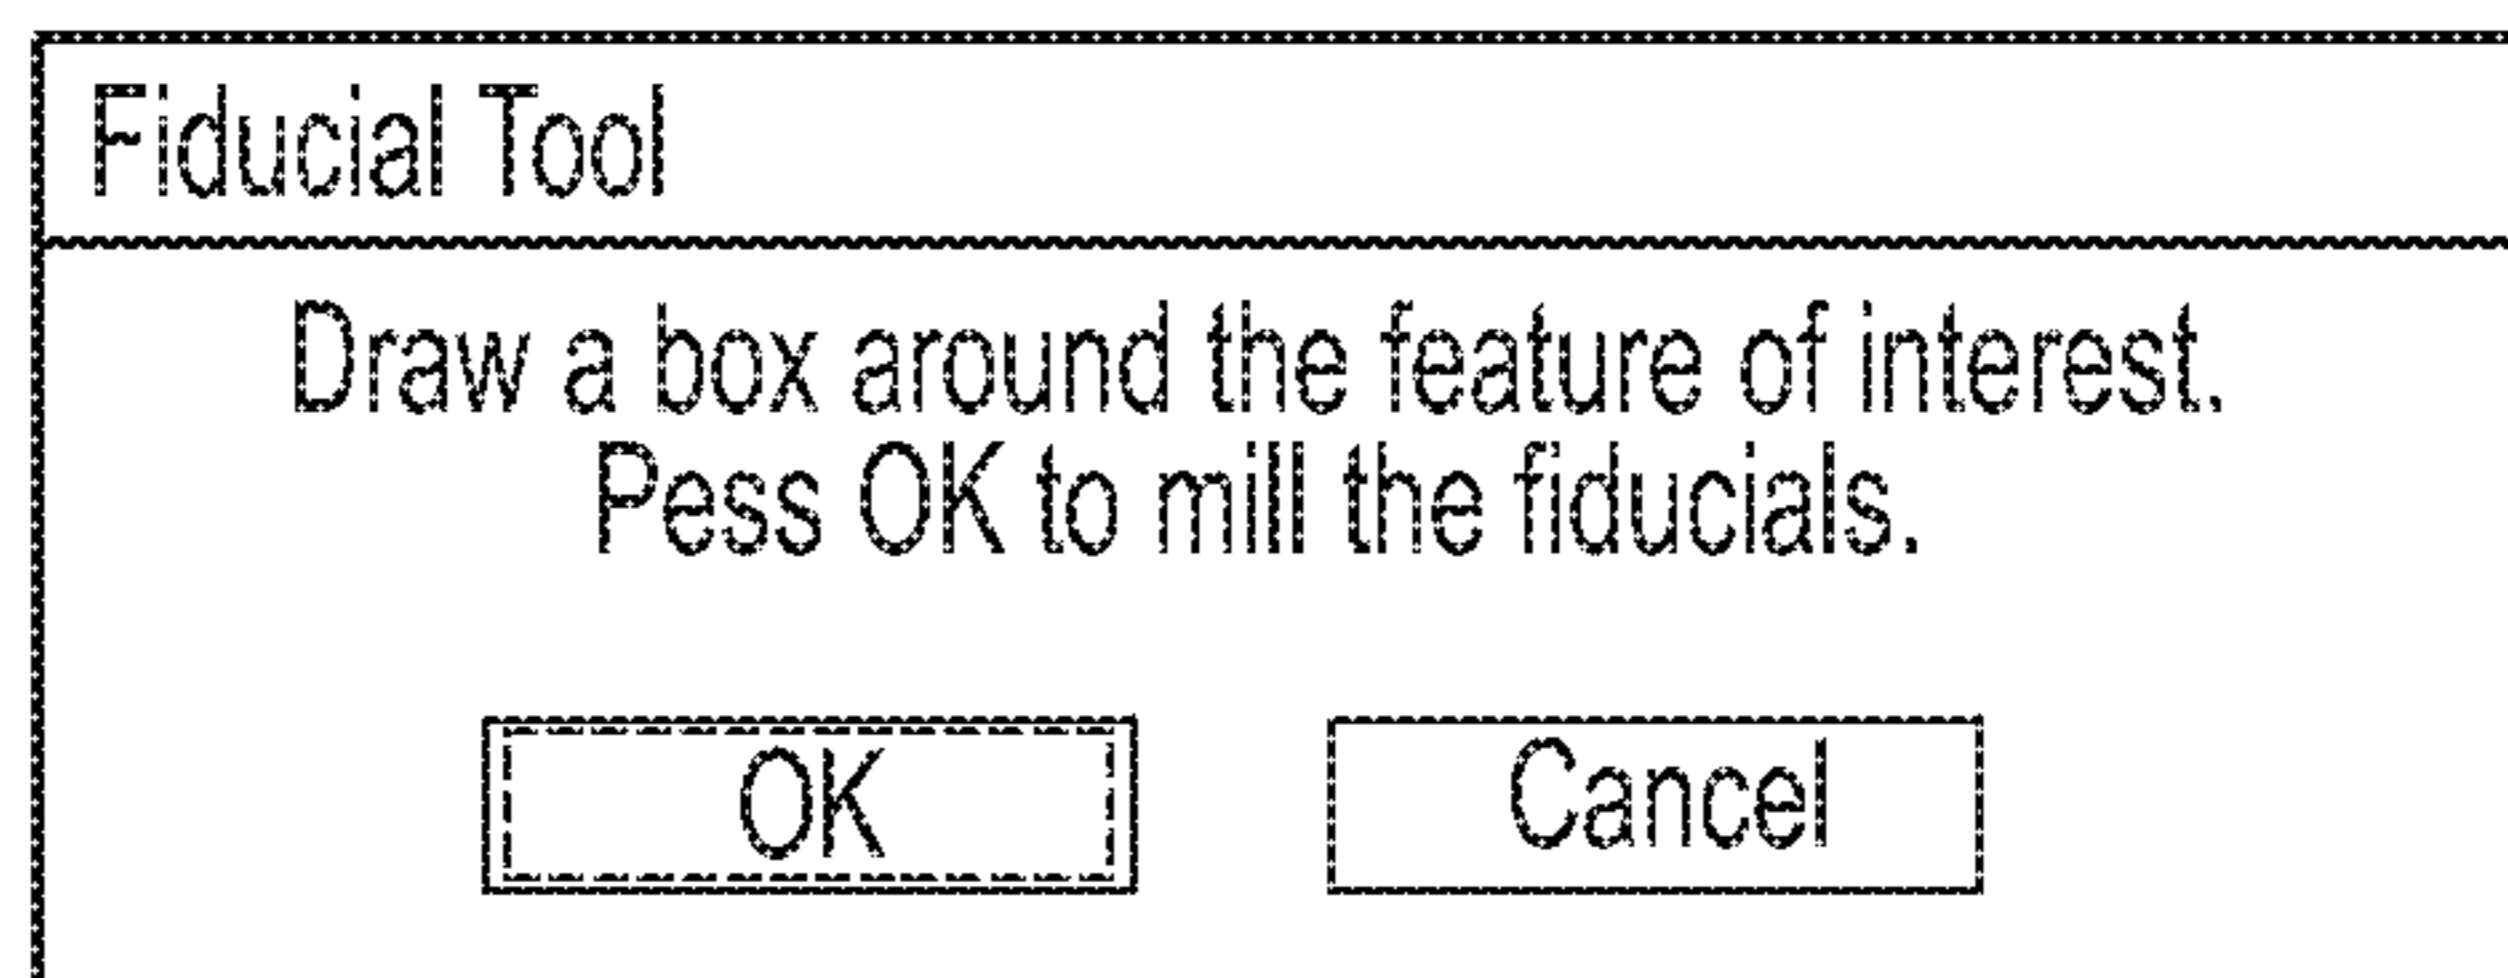 Fiducial Tool
Draw a box around the feature of interest.
Pess OK to mill the fiducials.
OK Cancel